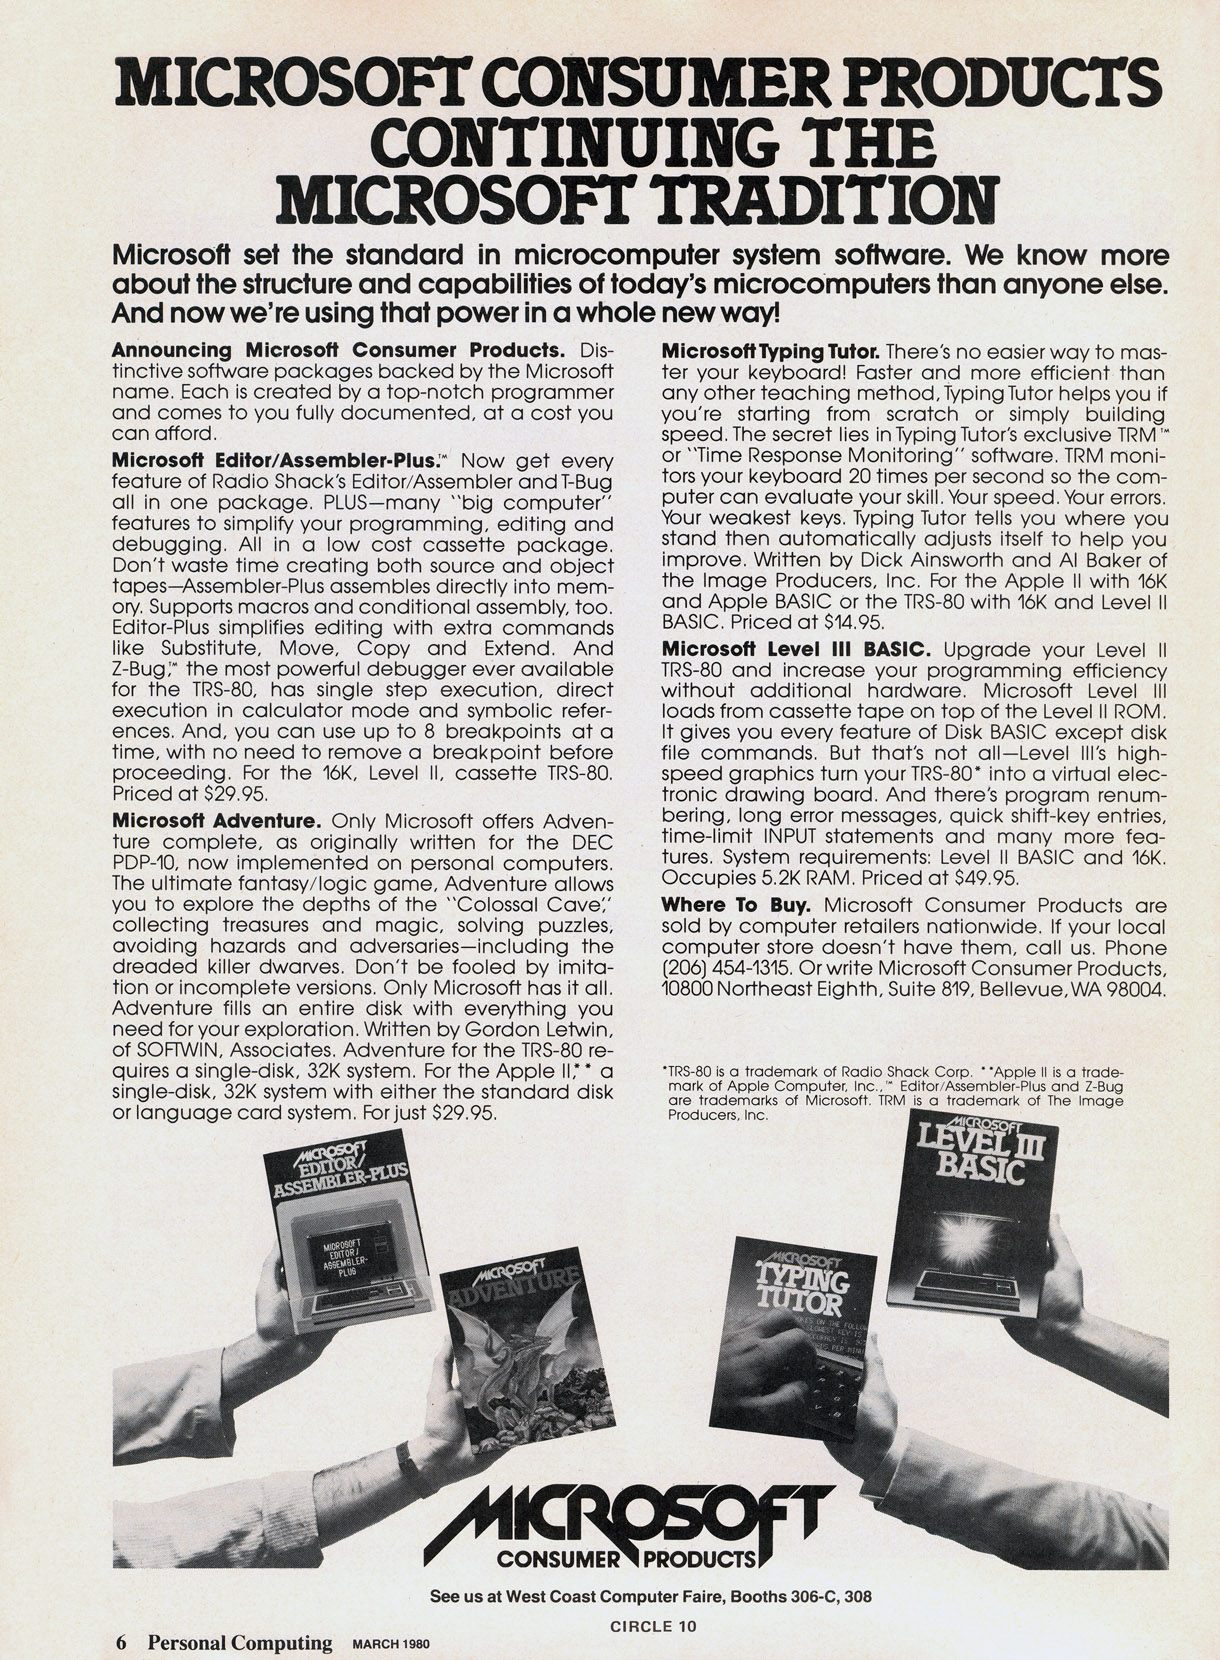 MICROSOFT CONSUMER PRODUCTS
CONTINUING THE
MICROSOFT TRADITION
Microsoft set the standard in microcomputer system software. We know more
about the structure and capabilities of today's microcomputers than anyone else.
And now we're using that power in a whole new way!
Announcing Microsoft Consumer Products. Dis-
tinctive software packages backed by the Microsoft
name. Each is created by a top-notch programmer
and comes to you fully documented, at a cost you
can afford.
Microsoft Editor/Assembler-Plus.™ Now get every
feature of Radio Shack's Editor/Assembler and T-Bug
all in one package. PLUS—many "big computer"
features to simplify your programming, editing and
debugging. All in a low cost cassette package.
Don't waste time creating both source and object
tapes—Assembler-Plus assembles directly into mem-
ory. Supports macros and conditional assembly, too.
Editor-Plus simplifies editing with extra commands
like Substitute, Move, Copy and Extend. And
Z-Bug,™ the most powerful debugger ever available
for the TRS-80, has single step execution, direct
execution in calculator mode and symbolic refer-
ences. And, you can use up to 8 breakpoints at a
time, with no need to remove a breakpoint before
proceeding. For the 16K, Level II, cassette TRS-80.
Priced at $29.95.
Microsoft Adventure. Only Microsoft offers Adven-
ture complete, as originally written for the DEC
PDP-10, now implemented on personal computers.
The ultimate fantasy/logic game, Adventure allows
you to explore the depths of the "Colossal Cave,"
collecting treasures and magic, solving puzzles,
avoiding hazards and adversaries—including the
dreaded killer dwarves. Don't be fooled by imita-
tion or incomplete versions. Only Microsoft has it all.
Adventure fills an entire disk with everything you
need for your exploration. Written by Gordon Letwin,
of SOFTWIN, Associates. Adventure for the TRS-80 re-
quires a single-disk, 32K system. For the Apple II,** a
single-disk, 32K system with either the standard disk
or language card system. For just $29.95.
Microsoft Typing Tutor. There's no easier way to mas-
ter your keyboard! Faster and more efficient than
any other teaching method, Typing Tutor helps you if
you're starting from scratch or simply building
speed. The secret lies in Typing Tutor's exclusive TRM™
or "Time Response Monitoring" software. TRM moni-
tors your keyboard 20 times per second so the com-
puter can evaluate your skill. Your speed. Your errors.
Your weakest keys. Typing Tutor tells you where you
stand then automatically adjusts itself to help you
improve. Written by Dick Ainsworth and Al Baker of
the Image Producers, Inc. For the Apple II with 16K
and Apple BASIC or the TRS-80 with 16K and Level II
BASIC. Priced at $14.95.
Microsoft Level III BASIC. Upgrade your Level II
TRS-80 and increase your programming efficiency
without additional hardware. Microsoft Level III
loads from cassette tape on top of the Level II ROM.
It gives you every feature of Disk BASIC except disk
file commands. But that's not all—Level III's high-
speed graphics turn your TRS-80* into a virtual elec-
tronic drawing board. And there's program renum-
bering, long error messages, quick shift-key entries,
time-limit INPUT statements and many more fea-
tures. System requirements: Level II BASIC and 16K.
Occupies 5.2K RAM. Priced at $49.95.
Where To Buy. Microsoft Consumer Products are
sold by computer retailers nationwide. If your local
computer store doesn't have them, call us. Phone
(206) 454-1315. Or write Microsoft Consumer Products,
10800 Northeast Eighth, Suite 819, Bellevue, WA 98004.
*TRS-80 is a trademark of Radio Shack Corp. **Apple II is a trade-
mark of Apple Computer, Inc.,™ Editor/Assembler-Plus and Z-Bug
are trademarks of Microsoft. TRM is a trademark of The Image
Producers, Inc.
MICROSOFT
EDITOR/
ASSEMBLER-PLUS
MICROSOFT
EDITOR/
ASSEMBLER-
PLUS
MICROSOFT
ADVENTURE
MICROSOFT
TYPING
TUTOR
MICROSOFT
LEVEL III
BASIC
MICROSOFT
CONSUMER PRODUCTS
See us at West Coast Computer Faire, Booths 306-C, 308
CIRCLE 10
6 Personal Computing MARCH 1980